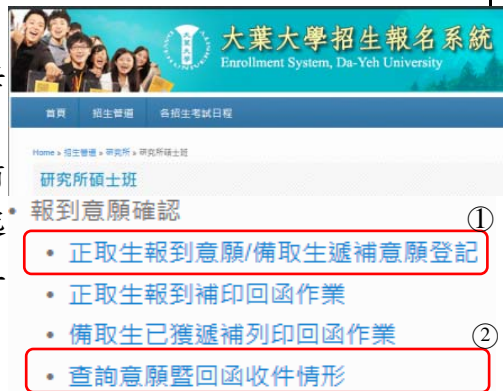 大葉大學招生報名系統
Enrollment System, Da-Yeh University
首頁 招生管道 各招生考試日程
Home » 招生管道 » 研究所 » 研究所碩士班
研究所碩士班
• 報到意願確認
①
• 正取生報到意願/備取生遞補意願登記
• 正取生報到補印回函作業
• 備取生已獲遞補列印回函作業
②
• 查詢意願暨回函收件情形